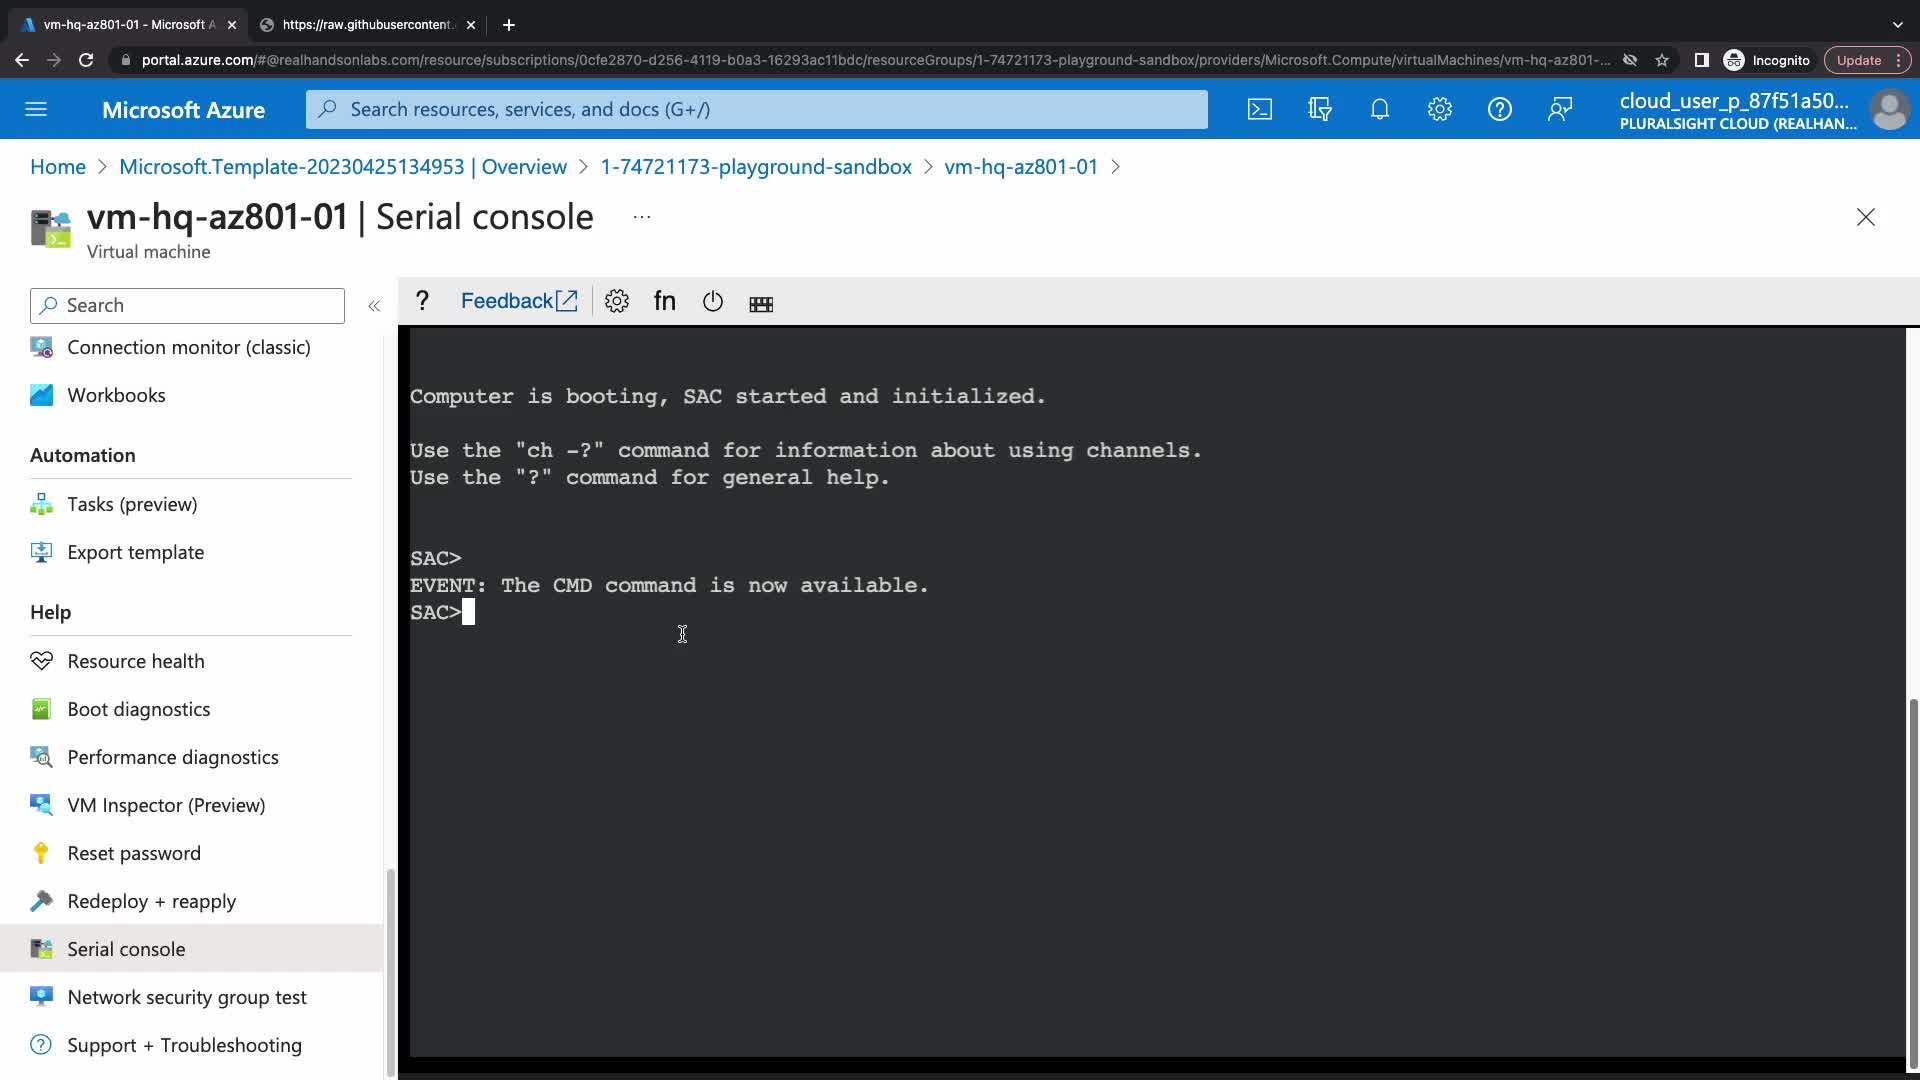 vm-hq-az801-01 - Microsoft A
https://raw.githubusercontent.
portal.azure.com/#@realhandsonlabs.com/resource/subscriptions/0cfe2870-d256-4119-b0a3-16293ac11bdc/resourceGroups/1-74721173-playground-sandbox/providers/Microsoft.Compute/virtualMachines/vm-hq-az801-...
Incognito
Update
Microsoft Azure
Search resources, services, and docs (G+/)
cloud_user_p_87f51a50...
PLURALSIGHT CLOUD (REALHAN...
Home > Microsoft.Template-20230425134953 | Overview > 1-74721173-playground-sandbox > vm-hq-az801-01 >
vm-hq-az801-01 | Serial console ...
Virtual machine
Search
«
? Feedback fn
Connection monitor (classic)
Workbooks
Automation
Tasks (preview)
Export template
Help
Resource health
Boot diagnostics
Performance diagnostics
VM Inspector (Preview)
Reset password
Redeploy + reapply
Serial console
Network security group test
Support + Troubleshooting
Computer is booting, SAC started and initialized.
Use the "ch -?" command for information about using channels.
Use the "?" command for general help.
SAC>
EVENT: The CMD command is now available.
SAC>